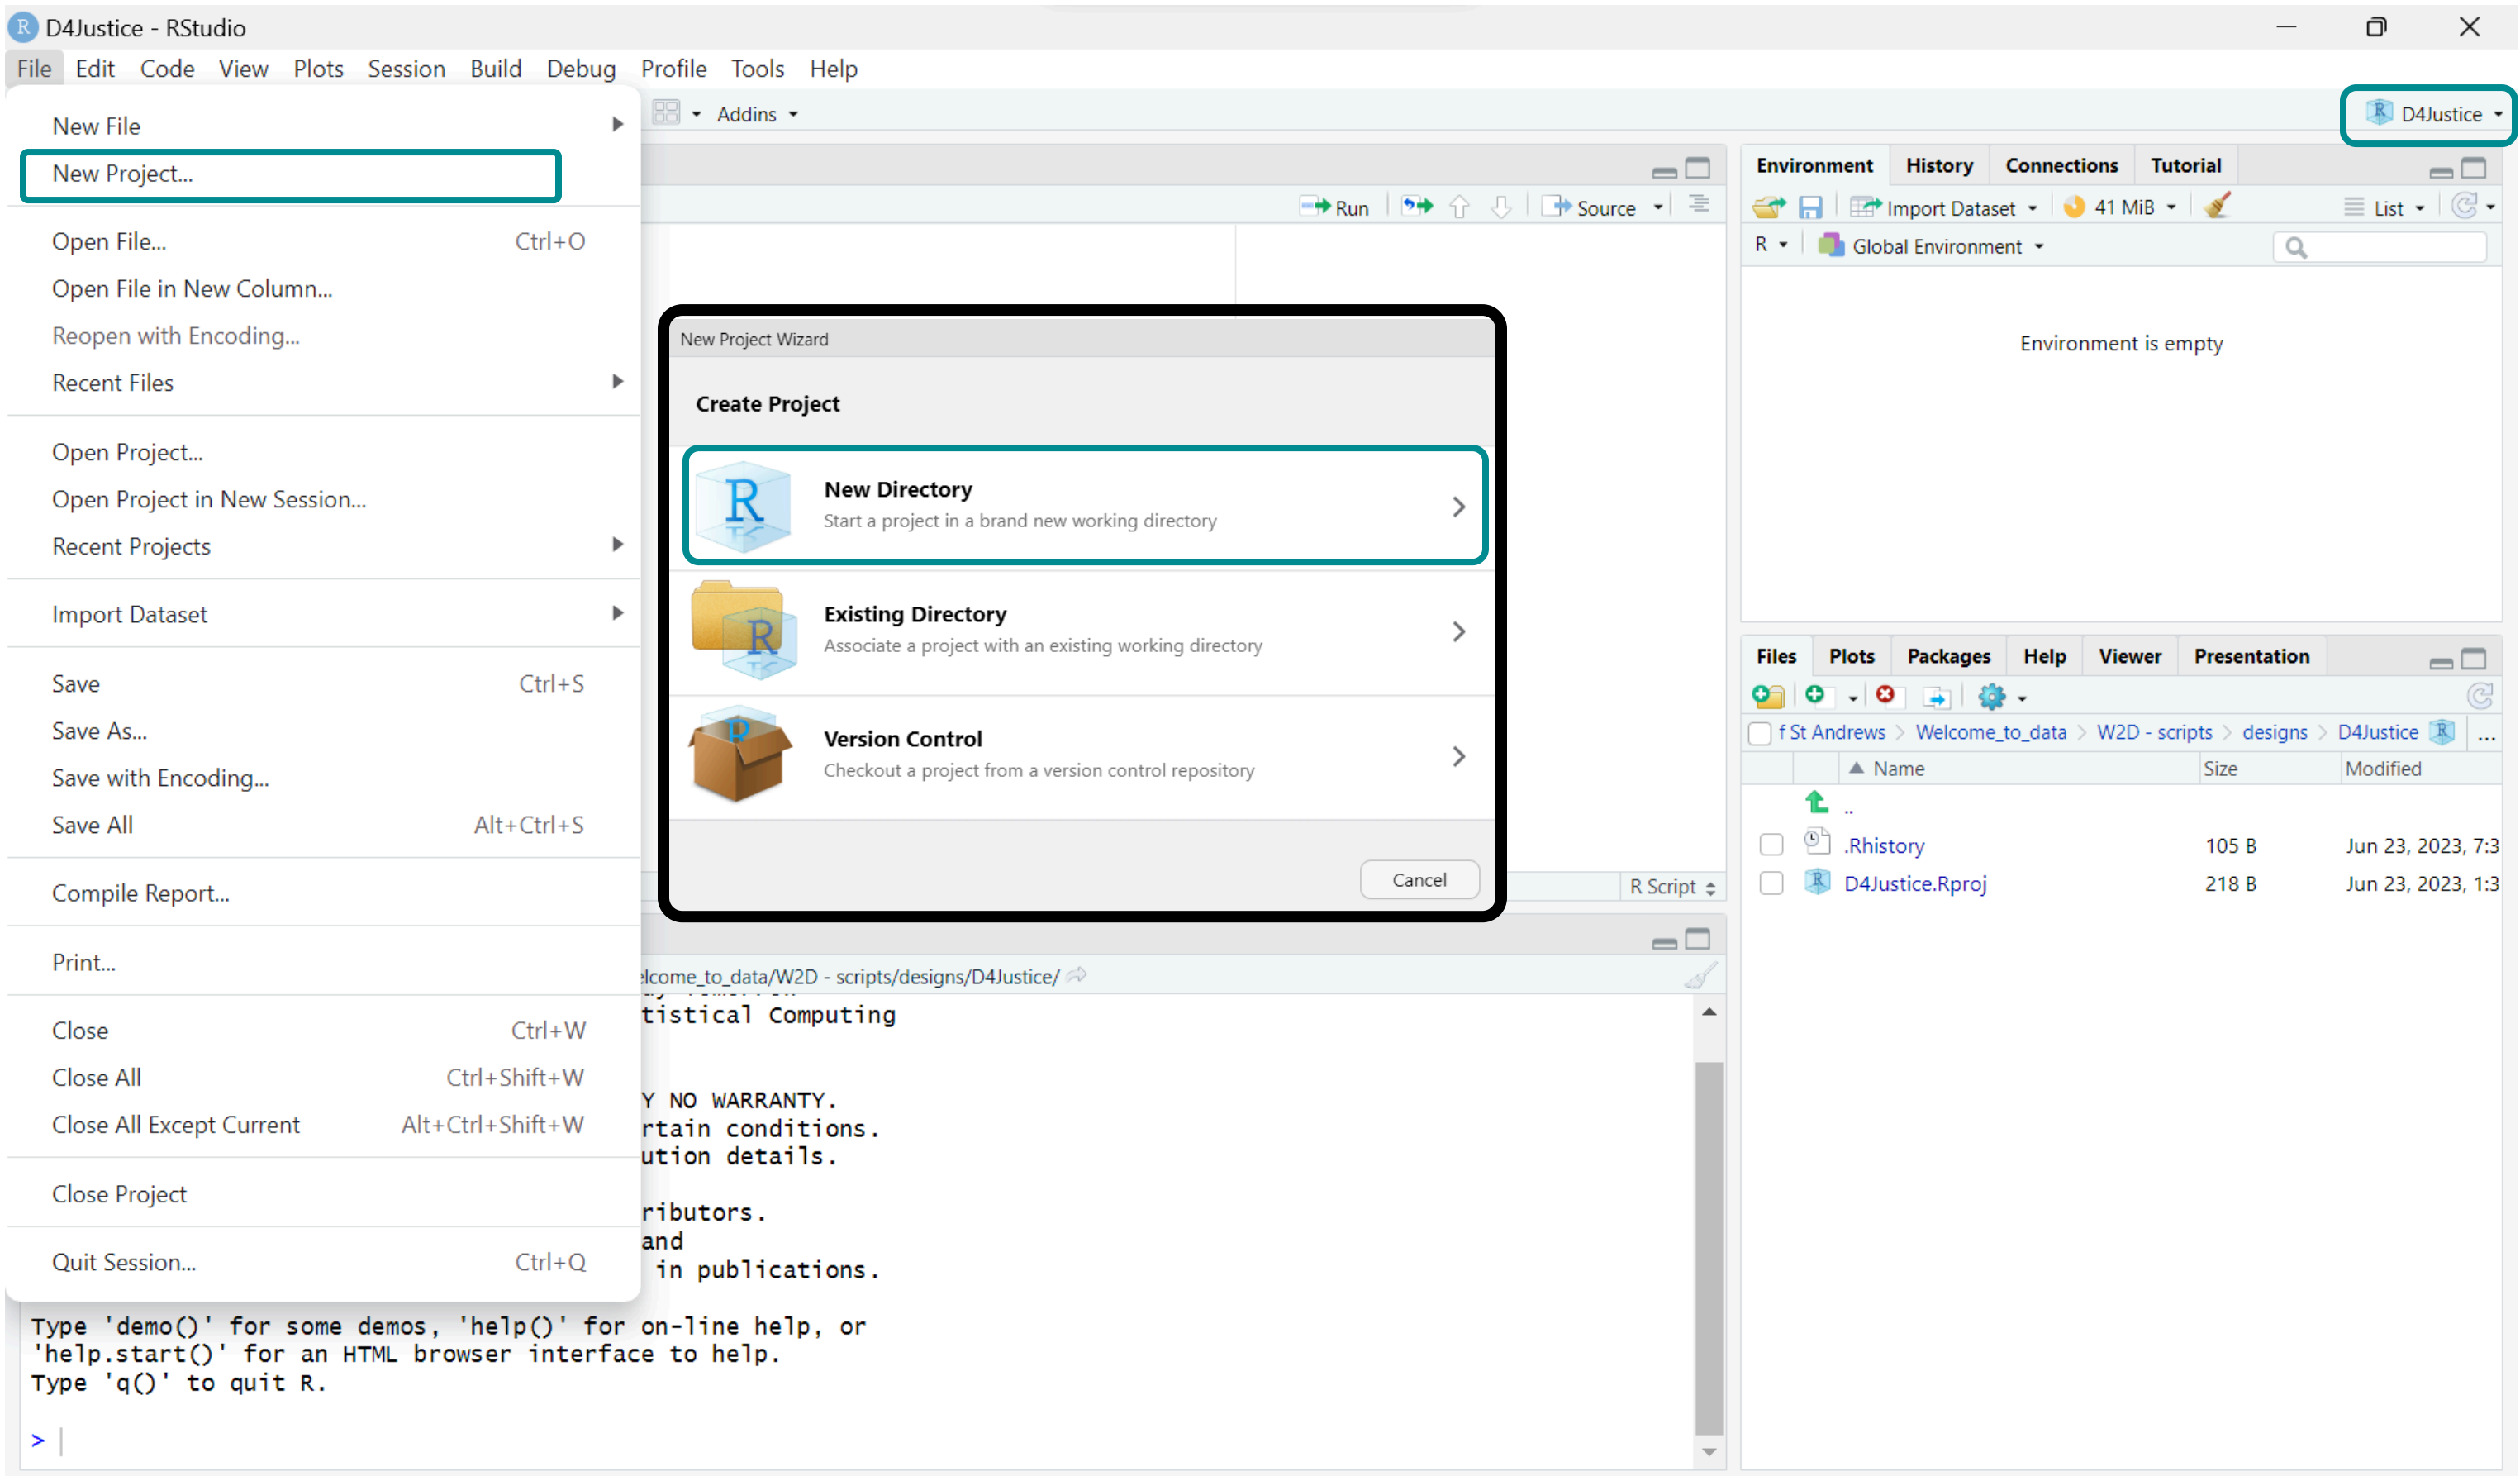 D4Justice - RStudio
File Edit Code View Plots Session Build Debug Profile Tools Help
Addins
D4Justice
New File
New Project...
Open File... Ctrl+O
Open File in New Column...
Reopen with Encoding...
Recent Files
Open Project...
Open Project in New Session...
Recent Projects
Import Dataset
Save Ctrl+S
Save As...
Save with Encoding...
Save All Alt+Ctrl+S
Compile Report...
Print...
Close Ctrl+W
Close All Ctrl+Shift+W
Close All Except Current Alt+Ctrl+Shift+W
Close Project
Quit Session... Ctrl+Q
Run Source
New Project Wizard
Create Project
New Directory
Start a project in a brand new working directory
Existing Directory
Associate a project with an existing working directory
Version Control
Checkout a project from a version control repository
Cancel
R Script
elcome_to_data/W2D - scripts/designs/D4Justice/
tistical Computing
Y NO WARRANTY.
rtain conditions.
ution details.
ributors.
and
in publications.
Type 'demo()' for some demos, 'help()' for on-line help, or
'help.start()' for an HTML browser interface to help.
Type 'q()' to quit R.
>
Environment History Connections Tutorial
Import Dataset 41 MiB List
R Global Environment
Environment is empty
Files Plots Packages Help Viewer Presentation
f St Andrews > Welcome_to_data > W2D - scripts > designs > D4Justice ...
Name Size Modified
..
.Rhistory 105 B Jun 23, 2023, 7:3
D4Justice.Rproj 218 B Jun 23, 2023, 1:3